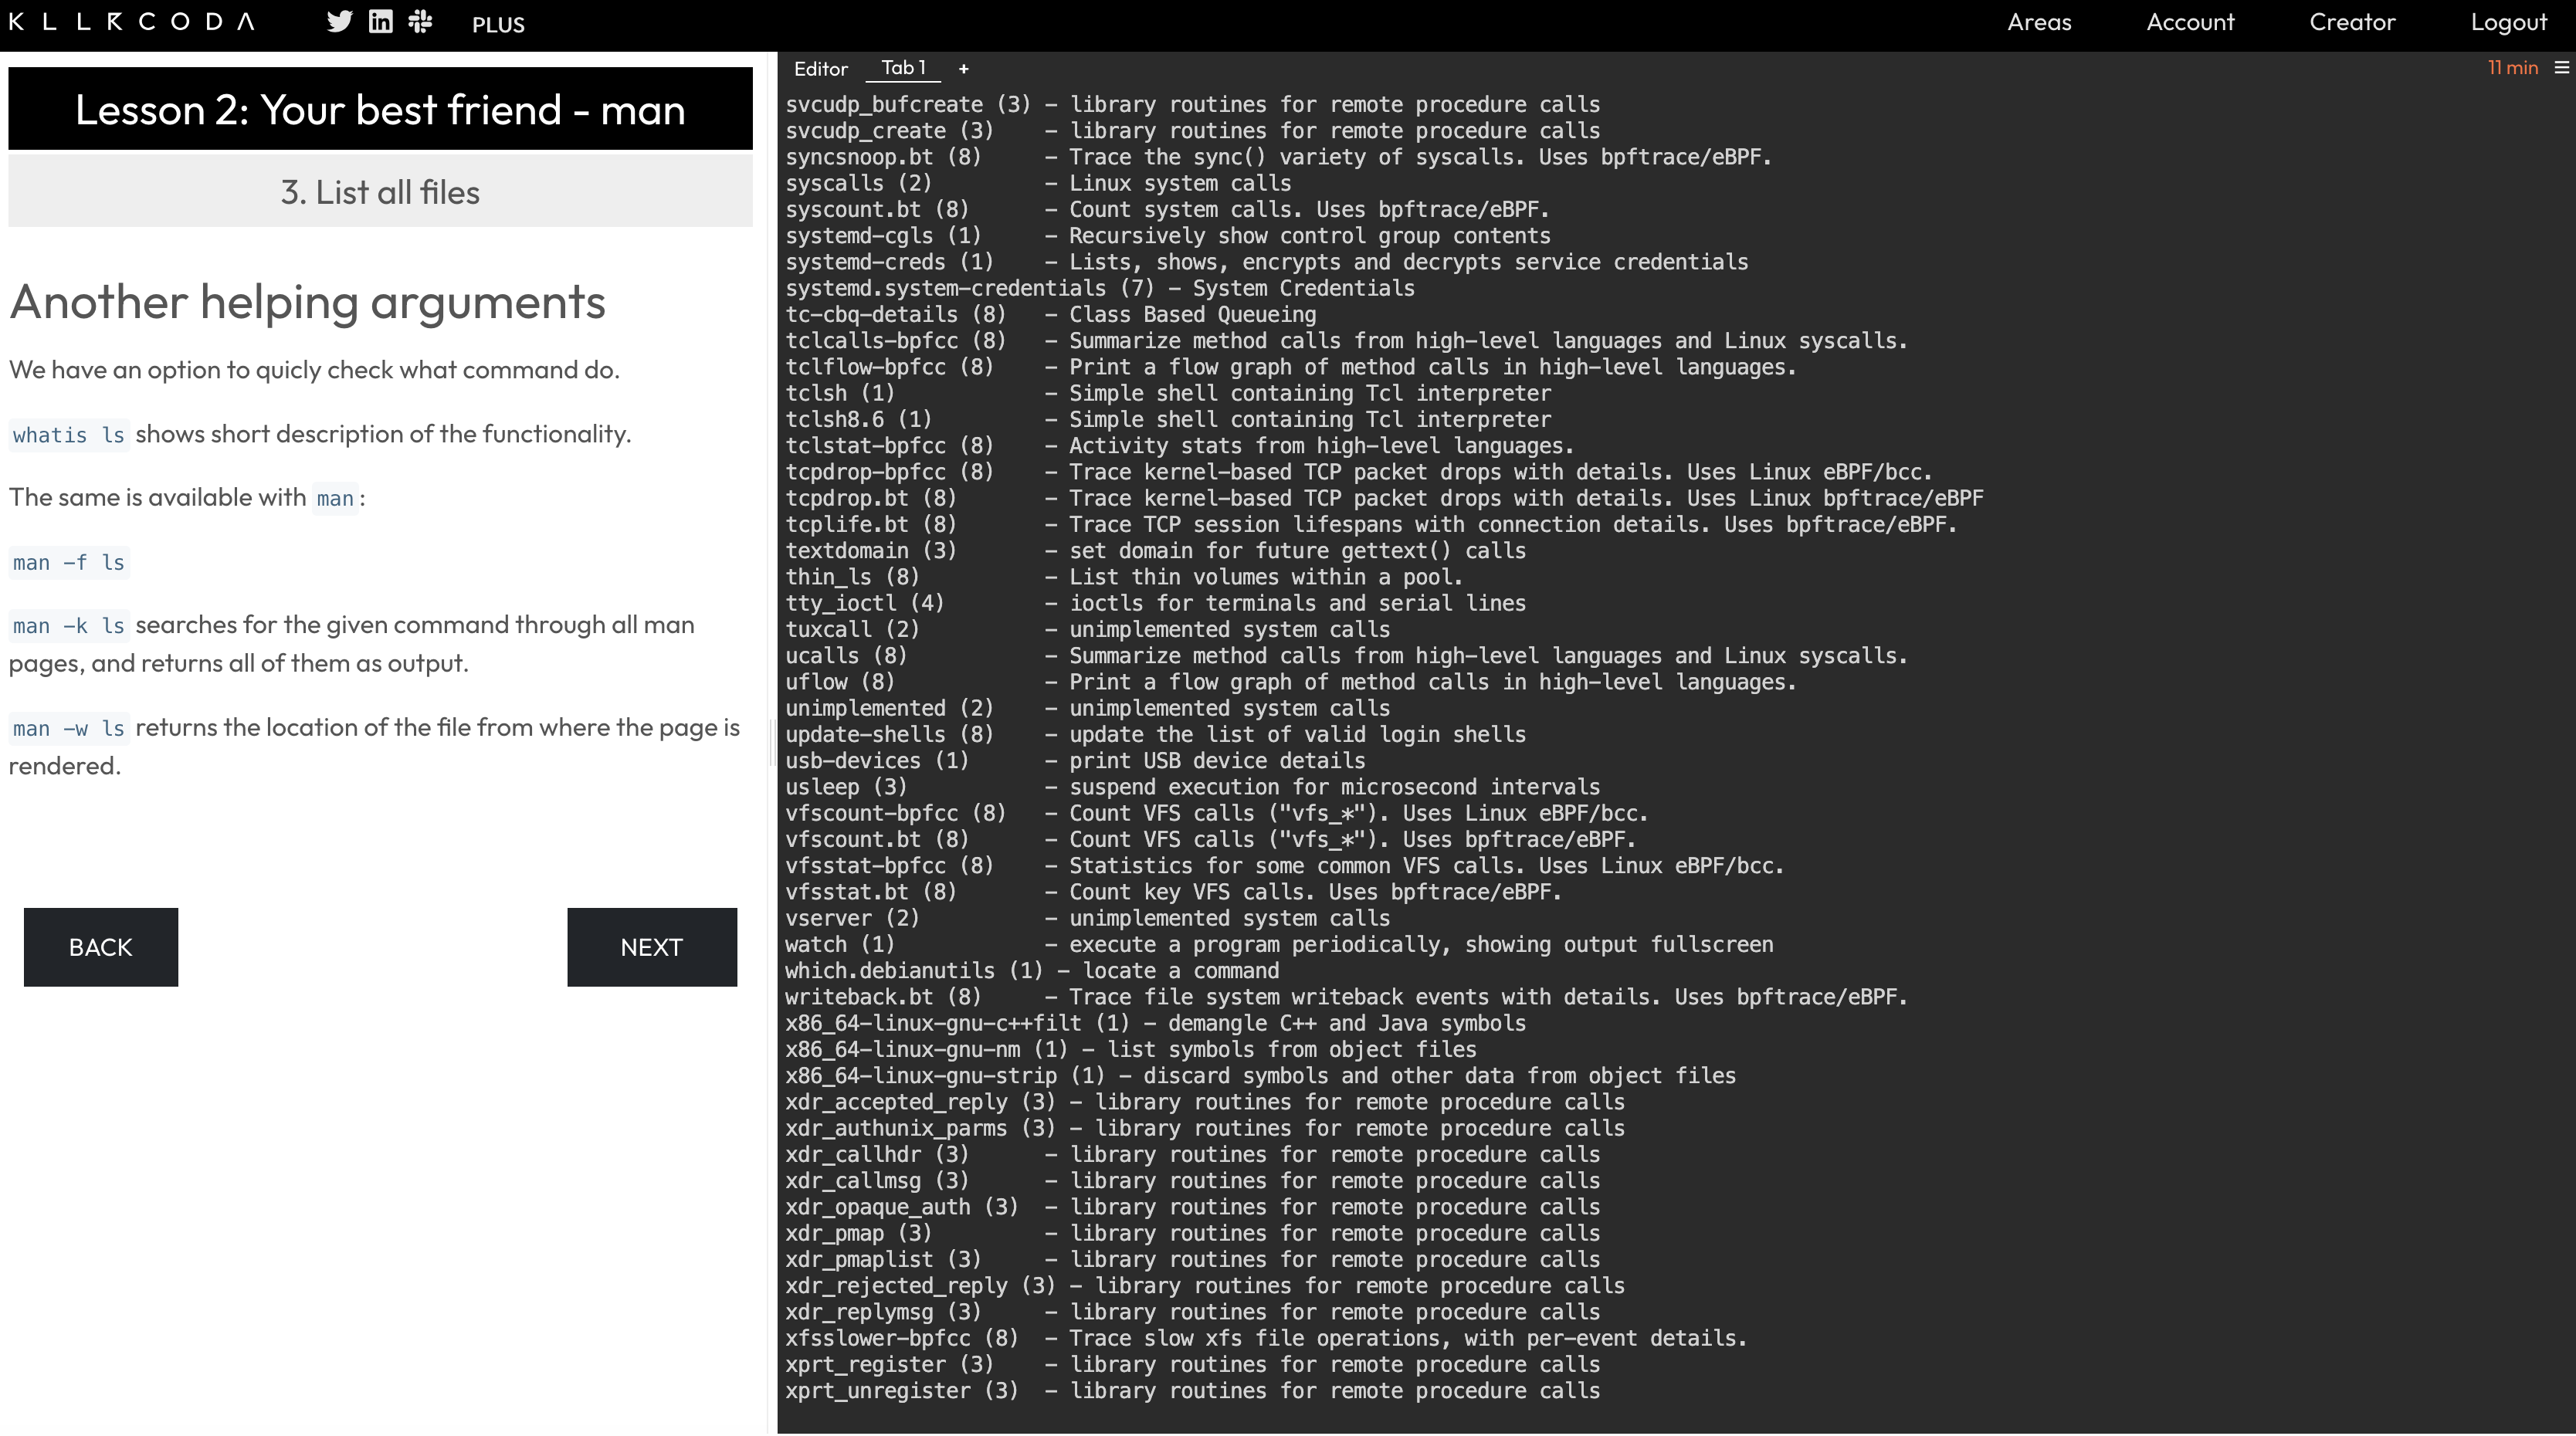 KLLRCODA PLUS Areas Account Creator Logout
Lesson 2: Your best friend - man
3. List all files
Another helping arguments
We have an option to quicly check what command do.
whatis ls shows short description of the functionality.
The same is available with man:
man -f ls
man -k ls searches for the given command through all man
pages, and returns all of them as output.
man -w ls returns the location of the file from where the page is
rendered.
BACK NEXT
Editor Tab 1 + 11 min
svcudp_bufcreate (3) - library routines for remote procedure calls
svcudp_create (3) - library routines for remote procedure calls
syncsnoop.bt (8) - Trace the sync() variety of syscalls. Uses bpftrace/eBPF.
syscalls (2) - Linux system calls
syscount.bt (8) - Count system calls. Uses bpftrace/eBPF.
systemd-cgls (1) - Recursively show control group contents
systemd-creds (1) - Lists, shows, encrypts and decrypts service credentials
systemd.system-credentials (7) - System Credentials
tc-cbq-details (8) - Class Based Queueing
tclcalls-bpfcc (8) - Summarize method calls from high-level languages and Linux syscalls.
tclflow-bpfcc (8) - Print a flow graph of method calls in high-level languages.
tclsh (1) - Simple shell containing Tcl interpreter
tclsh8.6 (1) - Simple shell containing Tcl interpreter
tclstat-bpfcc (8) - Activity stats from high-level languages.
tcpdrop-bpfcc (8) - Trace kernel-based TCP packet drops with details. Uses Linux eBPF/bcc.
tcpdrop.bt (8) - Trace kernel-based TCP packet drops with details. Uses Linux bpftrace/eBPF
tcplife.bt (8) - Trace TCP session lifespans with connection details. Uses bpftrace/eBPF.
textdomain (3) - set domain for future gettext() calls
thin_ls (8) - List thin volumes within a pool.
tty_ioctl (4) - ioctls for terminals and serial lines
tuxcall (2) - unimplemented system calls
ucalls (8) - Summarize method calls from high-level languages and Linux syscalls.
uflow (8) - Print a flow graph of method calls in high-level languages.
unimplemented (2) - unimplemented system calls
update-shells (8) - update the list of valid login shells
usb-devices (1) - print USB device details
usleep (3) - suspend execution for microsecond intervals
vfscount-bpfcc (8) - Count VFS calls ("vfs_*"). Uses Linux eBPF/bcc.
vfscount.bt (8) - Count VFS calls ("vfs_*"). Uses bpftrace/eBPF.
vfsstat-bpfcc (8) - Statistics for some common VFS calls. Uses Linux eBPF/bcc.
vfsstat.bt (8) - Count key VFS calls. Uses bpftrace/eBPF.
vserver (2) - unimplemented system calls
watch (1) - execute a program periodically, showing output fullscreen
which.debianutils (1) - locate a command
writeback.bt (8) - Trace file system writeback events with details. Uses bpftrace/eBPF.
x86_64-linux-gnu-c++filt (1) - demangle C++ and Java symbols
x86_64-linux-gnu-nm (1) - list symbols from object files
x86_64-linux-gnu-strip (1) - discard symbols and other data from object files
xdr_accepted_reply (3) - library routines for remote procedure calls
xdr_authunix_parms (3) - library routines for remote procedure calls
xdr_callhdr (3) - library routines for remote procedure calls
xdr_callmsg (3) - library routines for remote procedure calls
xdr_opaque_auth (3) - library routines for remote procedure calls
xdr_pmap (3) - library routines for remote procedure calls
xdr_pmaplist (3) - library routines for remote procedure calls
xdr_rejected_reply (3) - library routines for remote procedure calls
xdr_replymsg (3) - library routines for remote procedure calls
xfsslower-bpfcc (8) - Trace slow xfs file operations, with per-event details.
xprt_register (3) - library routines for remote procedure calls
xprt_unregister (3) - library routines for remote procedure calls